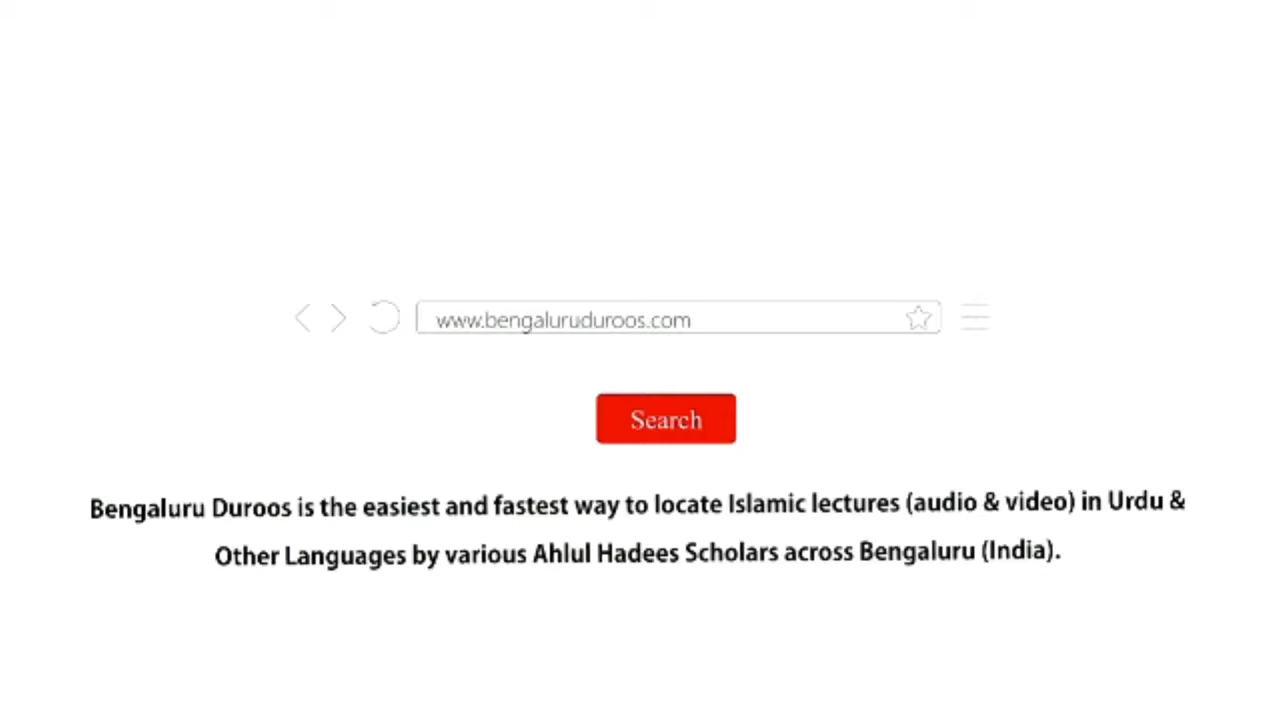 www.bengaluruduroos.com
Search
Bengaluru Duroos is the easiest and fastest way to locate Islamic lectures (audio & video) in Urdu &
Other Languages by various Ahlul Hadees Scholars across Bengaluru (India).